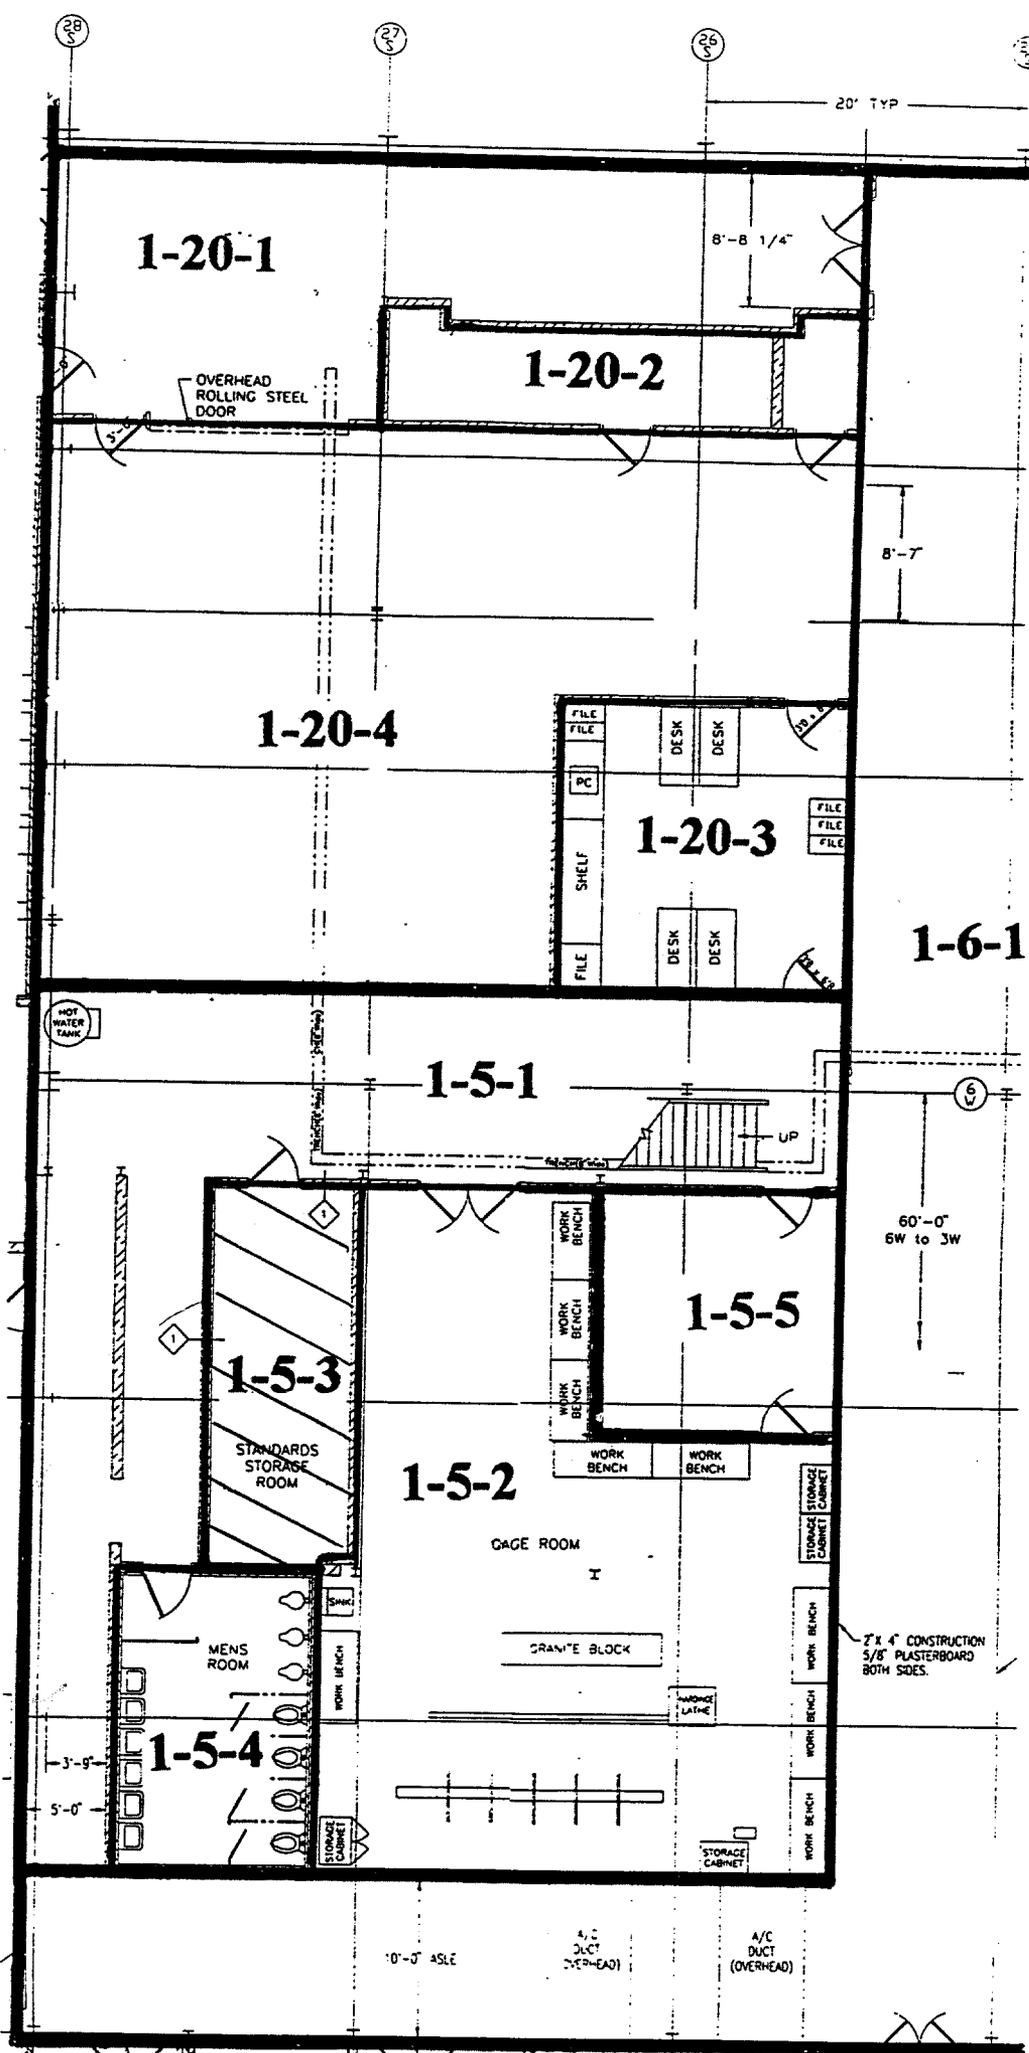 28
S
27
S
26
S
20' TYP
8'-8 1/4"
1-20-1
1-20-2
OVERHEAD
ROLLING STEEL
DOOR
3'-0"
8'-7"
1-20-4
FILE
FILE
DESK
DESK
PC
FILE
FILE
FILE
1-20-3
SHELF
DESK
DESK
FILE
1-6-1
HOT
WATER
TANK
1-5-1
6
W
UP
1
60'-0"
6W to 3W
WORK
BENCH
1-5-5
WORK
BENCH
1
1-5-3
WORK
BENCH
STANDARDS
STORAGE
ROOM
WORK
BENCH
WORK
BENCH
1-5-2
STORAGE
CABINET
STORAGE
CABINET
GAGE ROOM
SINK
MENS
ROOM
GRANITE BLOCK
WORK BENCH
WORK BENCH
2" X 4" CONSTRUCTION
5/8" PLASTERBOARD
BOTH SIDES.
HARDINGE
LATHE
WORK BENCH
1-5-4
3'-9"
5'-0"
WORK BENCH
STORAGE
CABINET
STORAGE
CABINET
10'-0" AISLE
A/C
DUCT
(OVERHEAD)
A/C
DUCT
(OVERHEAD)